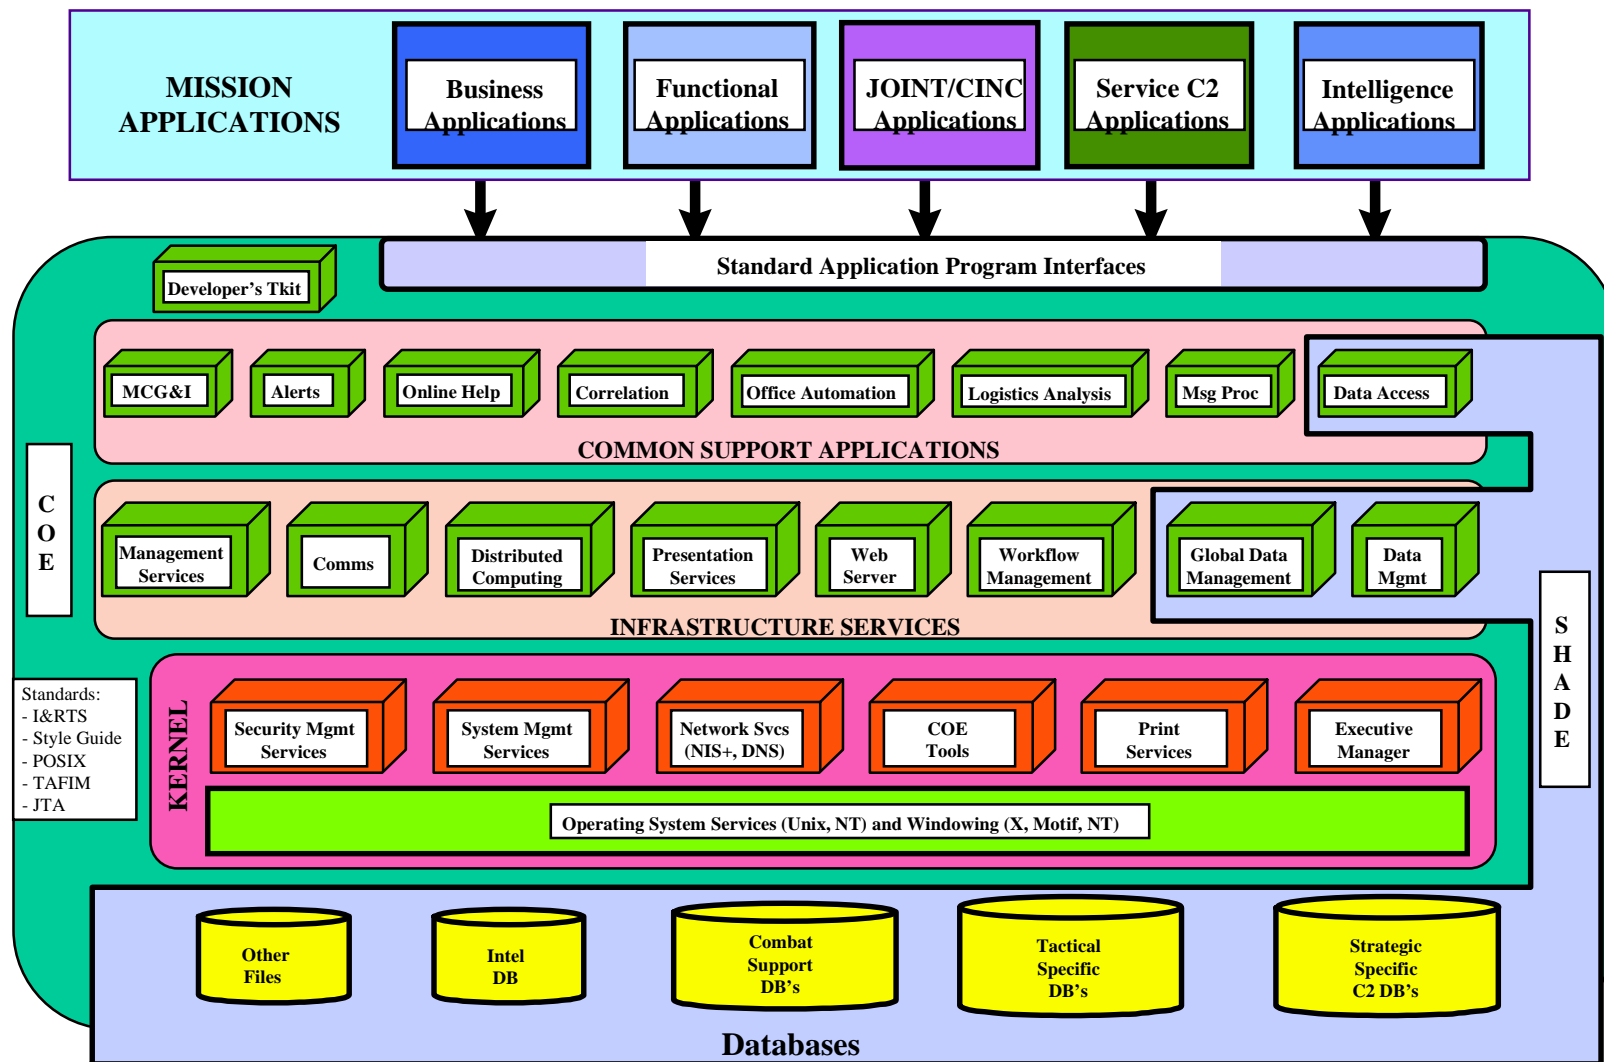 MISSION
APPLICATIONS
Business
Applications
Functional
Applications
JOINT/CINC
Applications
Service C2
Applications
Intelligence
Applications
Standard Application Program Interfaces
Developer's Tkit
MCG&I
Alerts
Online Help
Correlation
Office Automation
Logistics Analysis
Msg Proc
Data Access
COMMON SUPPORT APPLICATIONS
C
O
E
Management
Services
Comms
Distributed
Computing
Presentation
Services
Web
Server
Workflow
Management
Global Data
Management
Data
Mgmt
INFRASTRUCTURE SERVICES
S
H
A
D
E
Standards:
- I&RTS
- Style Guide
- POSIX
- TAFIM
- JTA
KERNEL
Security Mgmt
Services
System Mgmt
Services
Network Svcs
(NIS+, DNS)
COE
Tools
Print
Services
Executive
Manager
Operating System Services (Unix, NT) and Windowing (X, Motif, NT)
Other
Files
Intel
DB
Combat
Support
DB's
Tactical
Specific
DB's
Strategic
Specific
C2 DB's
Databases